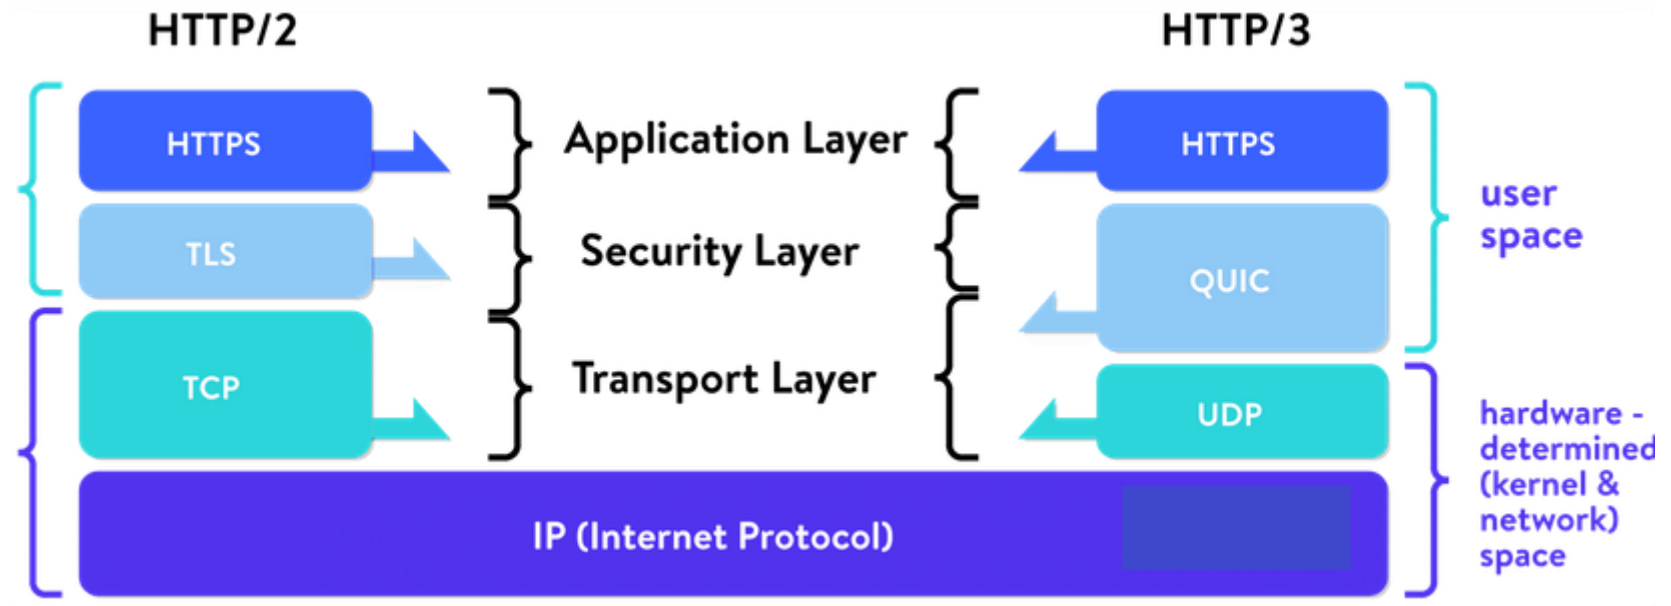 HTTP/2
HTTP/3
HTTPS
Application Layer
HTTPS
TLS
Security Layer
QUIC
user
space
TCP
Transport Layer
UDP
hardware -
determined
(kernel &
network)
space
IP (Internet Protocol)